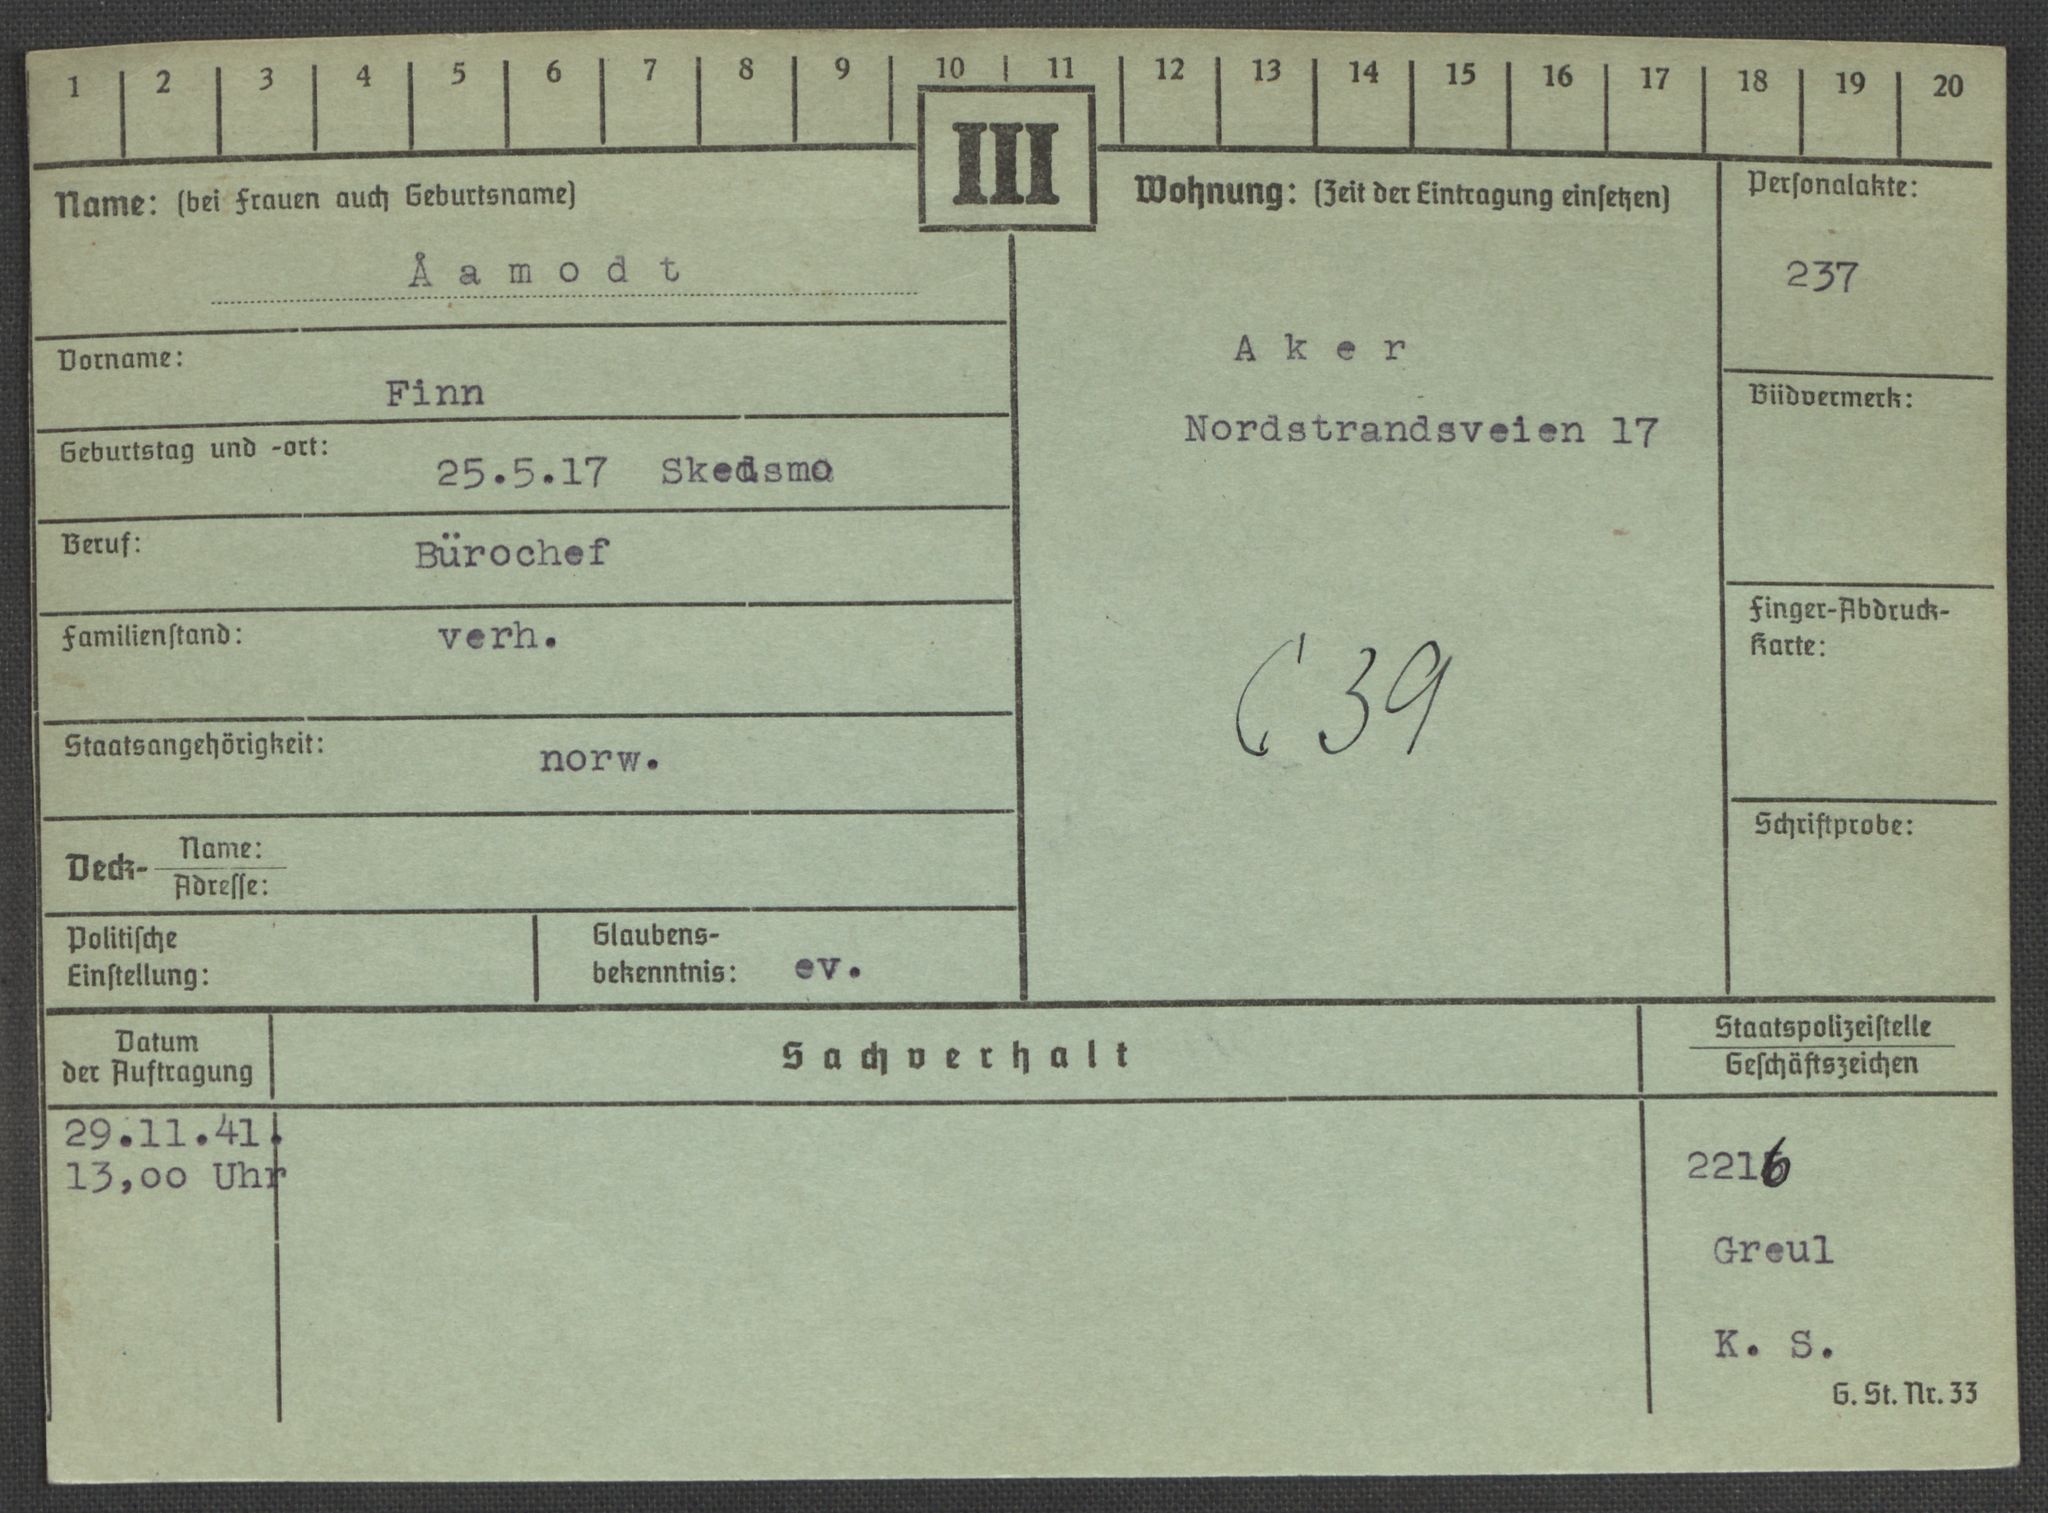 1 2 3 4 5 6 7 8 9 10 11 12 13 14 15 16 17 18 19 20
III
Name: (bei Frauen auch Geburtsname)
Åamodt
Vorname:
Finn
Geburtstag und -ort:
25.5.17 Skedsmo
Beruf:
Bürochef
Familienstand:
verh.
Staatsangehörigkeit:
norw.
Deck-
Name:
Adresse:
Politische
Einstellung:
Glaubens-
bekenntnis: ev.
Wohnung: (Zeit der Eintragung einsetzen)
Aker
Nordstrandsveien 17
C 39
Personalakte:
237
Bildvermerk:
Finger-Abdruck-
Karte:
Schriftprobe:
Datum
der Auftragung
Sachverhalt
Staatspolizeistelle
Geschäftszeichen
29.11.41.
13,00 Uhr
2216
Greul
K. S.
G. St. Nr. 33